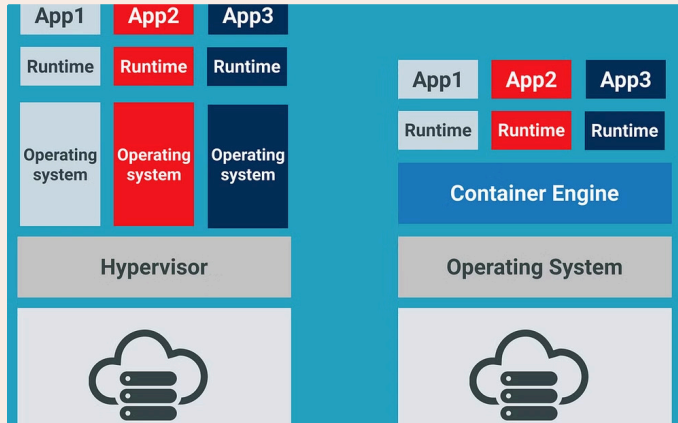 App1
App2
App3
Runtime
Runtime
Runtime
Operating
system
Operating
system
Operating
system
Hypervisor
App1
App2
App3
Runtime
Runtime
Runtime
Container Engine
Operating System